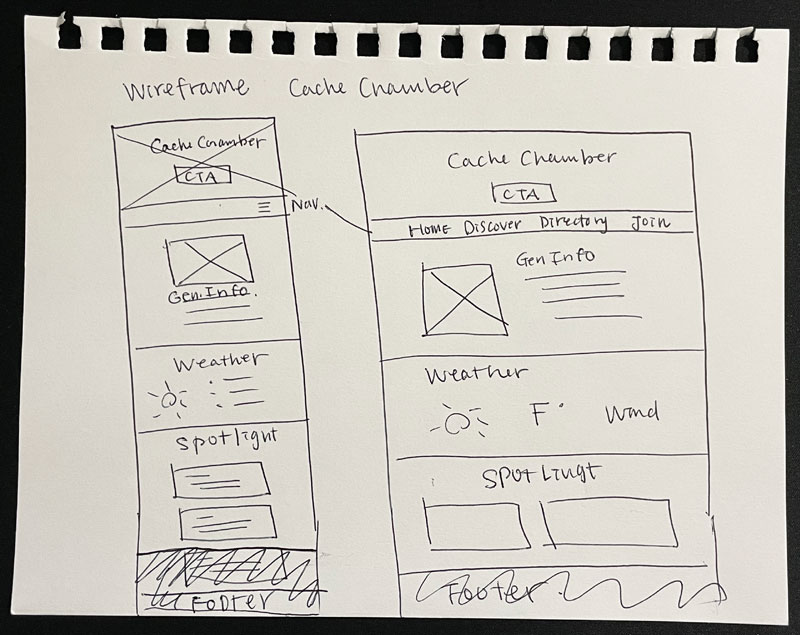 Wireframe Cache Chamber
Cache Chamber
CTA
Nav.
Gen. Info.
Weather
Spotlight
FOOTER
Cache Chamber
CTA
Home Discover Directory Join
Gen Info
Weather
F° Wind
SPOTLINGT
Footer